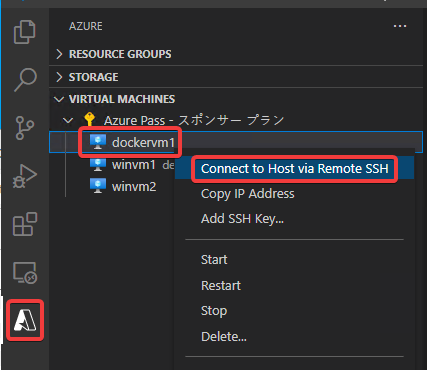 AZURE
RESOURCE GROUPS
STORAGE
VIRTUAL MACHINES
Azure Pass - スポンサー プラン
dockervm1
winvm1 de
winvm2
Connect to Host via Remote SSH
Copy IP Address
Add SSH Key...
Start
Restart
Stop
Delete...